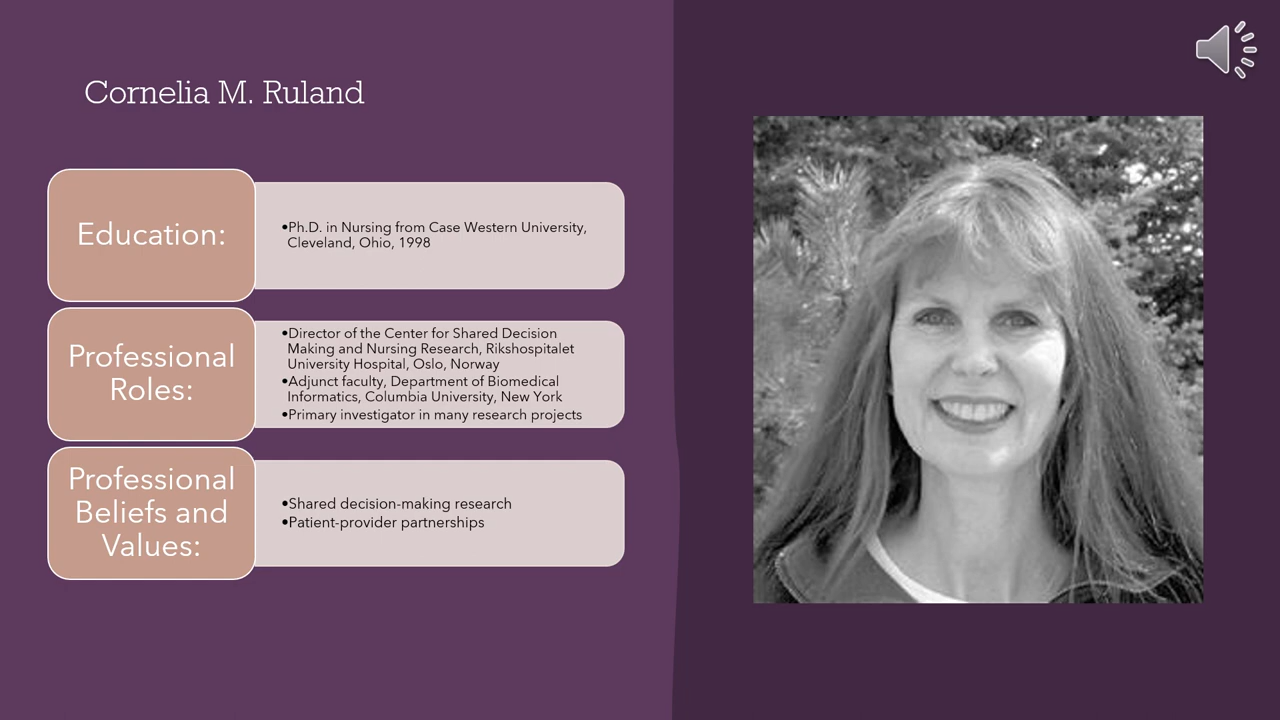 Cornelia M. Ruland
Education:
•Ph.D. in Nursing from Case Western University,
Cleveland, Ohio, 1998
Professional
Roles:
•Director of the Center for Shared Decision
Making and Nursing Research, Rikshospitalet
University Hospital, Oslo, Norway
•Adjunct faculty, Department of Biomedical
Informatics, Columbia University, New York
•Primary investigator in many research projects
Professional
Beliefs and
Values:
•Shared decision-making research
•Patient-provider partnerships